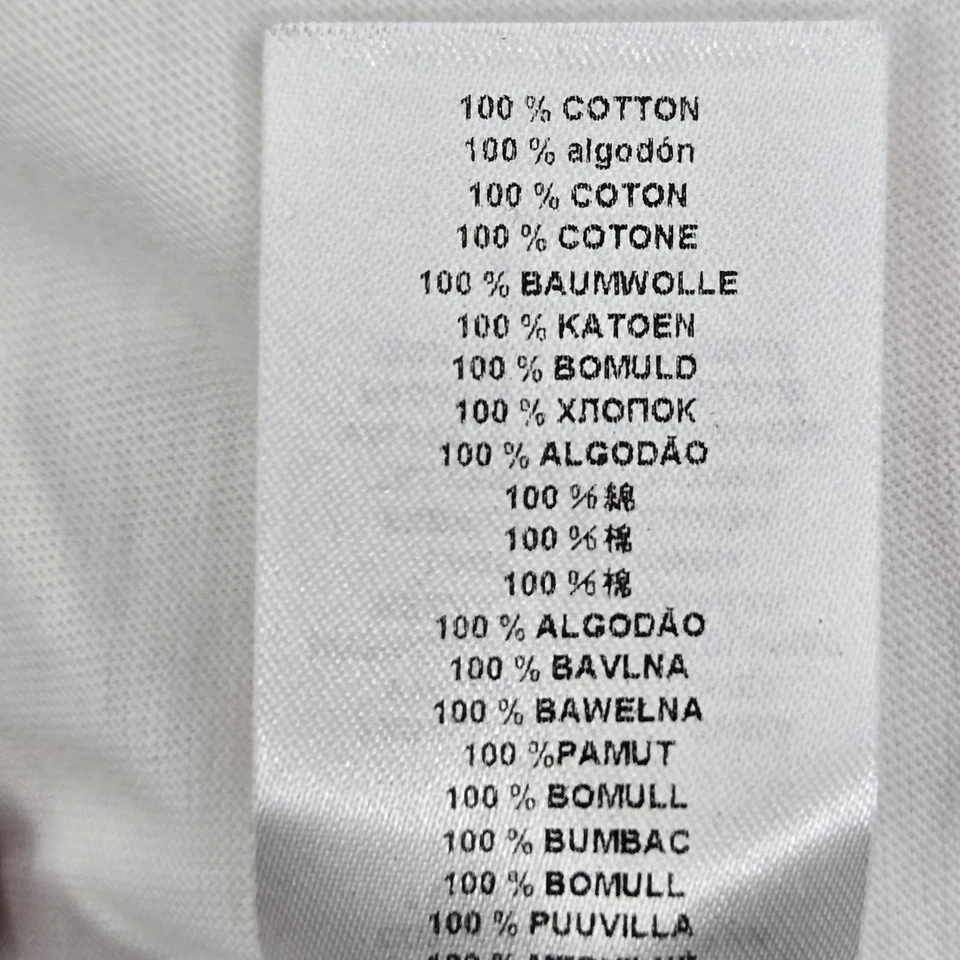 100 % COTTON
100 % algodón
100 % COTON
100 % COTONE
100 % BAUMWOLLE
100 % KATOEN
100 % BOMULD
100 % ХЛОПОК
100 % ALGODÃO
100 % 綿
100 % 棉
100 % 棉
100 % ALGODÃO
100 % BAVLNA
100 % BAWEŁNA
100 %PAMUT
100 % BOMULL
100 % BUMBAC
100 % BOMULL
100 % PUUVILLA